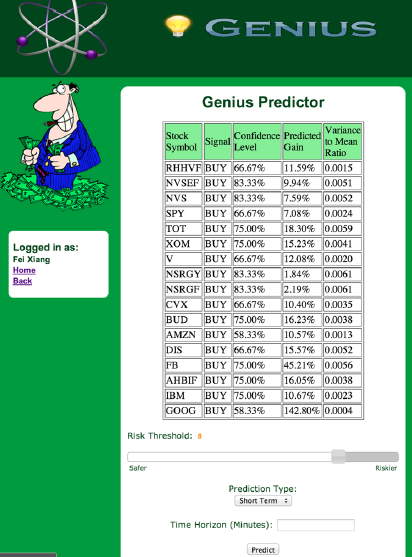 GENIUS
Genius Predictor
Stock Symbol Signal Confidence Level Predicted Gain Variance to Mean Ratio
RHHVF BUY 66.67% 11.59% 0.0015
NVSEF BUY 83.33% 9.94% 0.0051
NVS BUY 83.33% 7.59% 0.0052
SPY BUY 66.67% 7.08% 0.0024
TOT BUY 75.00% 18.30% 0.0059
XOM BUY 75.00% 15.23% 0.0041
V BUY 66.67% 12.08% 0.0020
NSRGY BUY 83.33% 1.84% 0.0061
NSRGF BUY 83.33% 2.19% 0.0061
CVX BUY 66.67% 10.40% 0.0035
BUD BUY 75.00% 16.23% 0.0038
AMZN BUY 58.33% 10.57% 0.0013
DIS BUY 66.67% 15.57% 0.0052
FB BUY 75.00% 45.21% 0.0056
AHBIF BUY 75.00% 16.05% 0.0038
IBM BUY 75.00% 10.67% 0.0023
GOOG BUY 58.33% 142.80% 0.0004
Logged in as:
Fei Xiang
Home
Back
Risk Threshold: 8
Safer Riskier
Prediction Type:
Short Term
Time Horizon (Minutes):
Predict